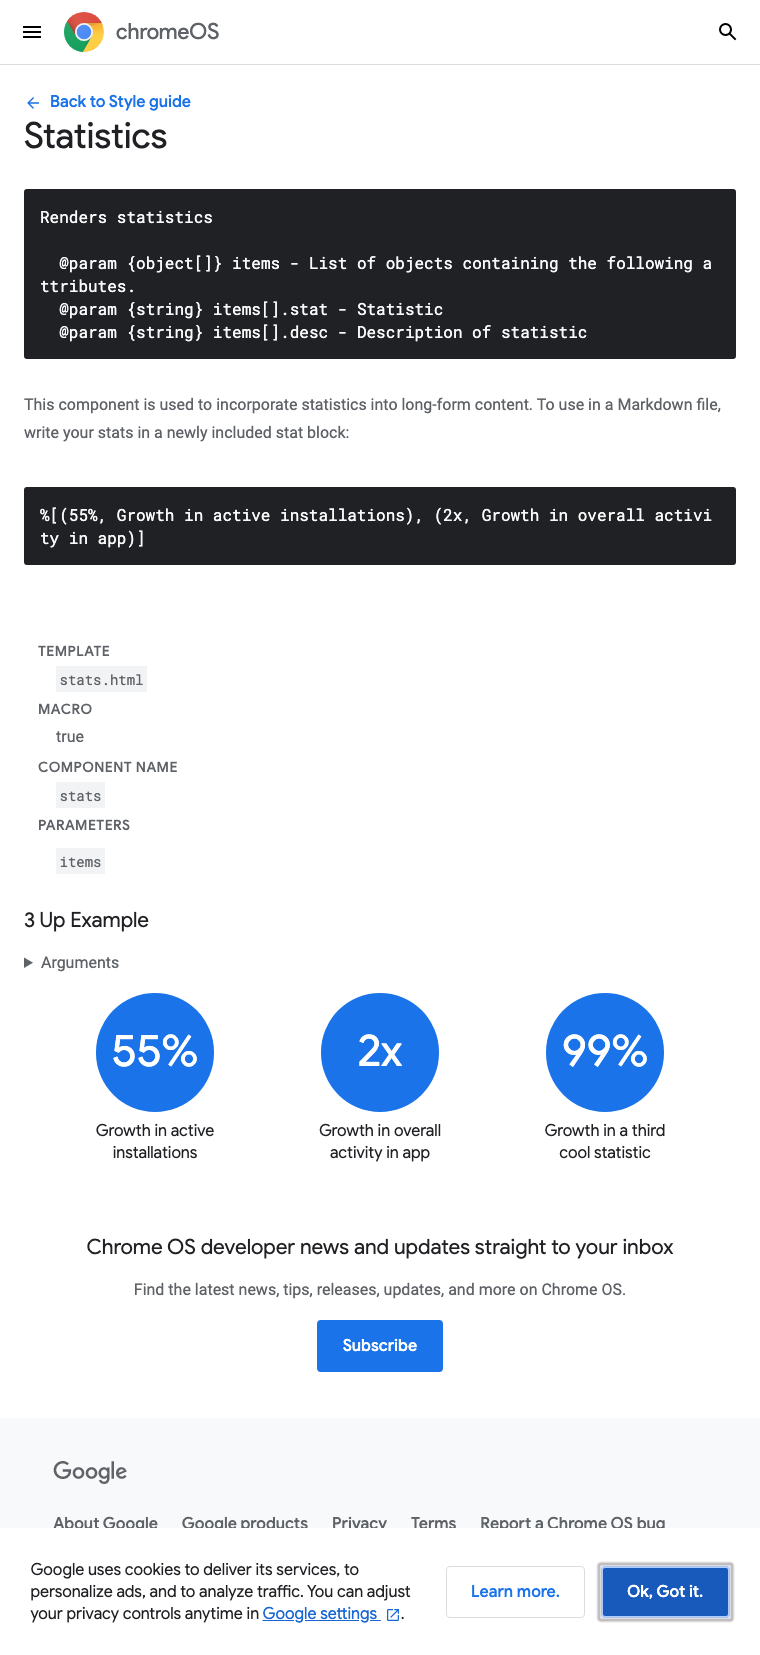 chromeOS
Back to Style guide
Statistics
Renders statistics
@param {object[]} items - List of objects containing the following a
ttributes.
@param {string} items[].stat - Statistic
@param {string} items[].desc - Description of statistic
This component is used to incorporate statistics into long-form content. To use in a Markdown file,
write your stats in a newly included stat block:
%[(55%, Growth in active installations), (2x, Growth in overall activi
ty in app)]
TEMPLATE
stats.html
MACRO
true
COMPONENT NAME
stats
PARAMETERS
items
3 Up Example
Arguments
55% 2x 99%
Growth in active Growth in overall Growth in a third
installations activity in app cool statistic
Chrome OS developer news and updates straight to your inbox
Find the latest news, tips, releases, updates, and more on Chrome OS.
Subscribe
Google
About Google Google products Privacy Terms Report a Chrome OS bug
Google uses cookies to deliver its services, to
personalize ads, and to analyze traffic. You can adjust
your privacy controls anytime in Google settings .
Learn more. Ok, Got it.